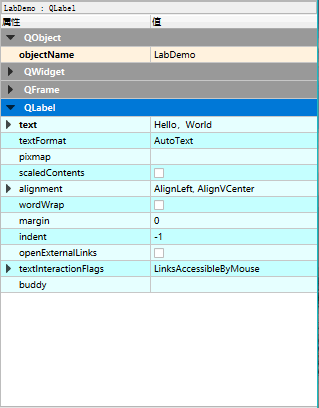 LabDemo : QLabel
属性 值
QObject
objectName LabDemo
QWidget
QFrame
QLabel
text Hello，World
textFormat AutoText
pixmap
scaledContents
alignment AlignLeft, AlignVCenter
wordWrap
margin 0
indent -1
openExternalLinks
textInteractionFlags LinksAccessibleByMouse
buddy